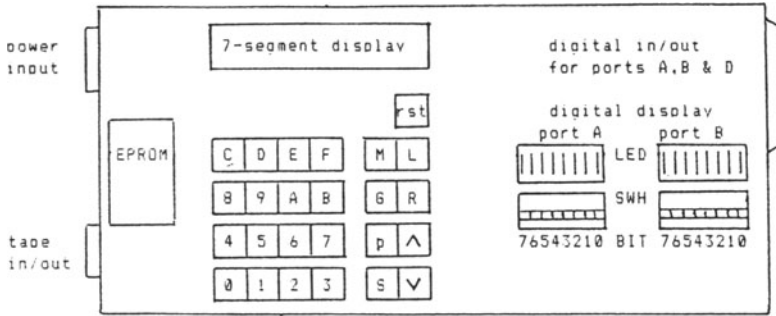 power
input
7-segment display
digital in/out
for ports A,B & D
rst
digital display
port A port B
EPROM
C D E F M L
LED
8 9 A B G R
SWH
tape
in/out
4 5 6 7 p ∧
76543210 BIT 76543210
0 1 2 3 S V